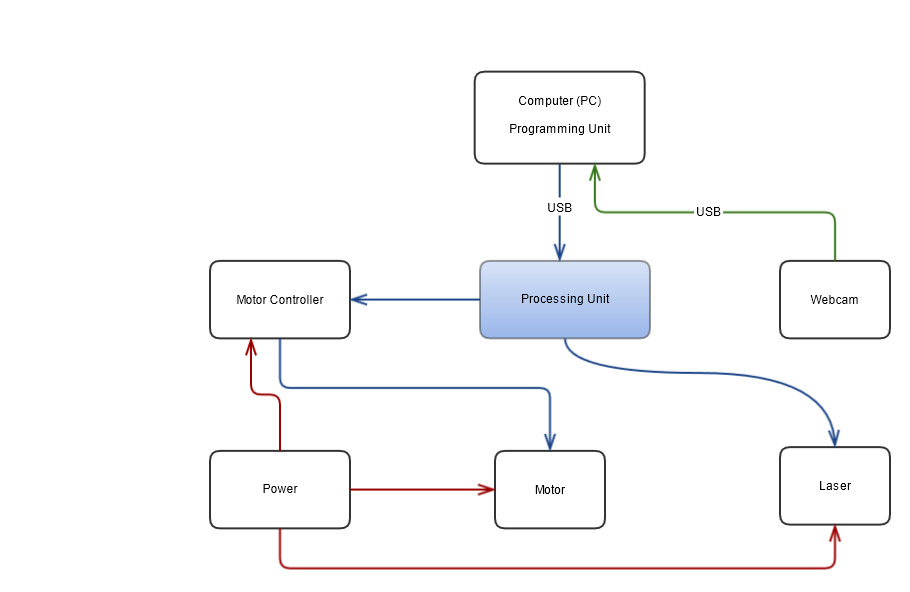 Computer (PC)
Programming Unit
USB
USB
Motor Controller
Processing Unit
Webcam
Power
Motor
Laser